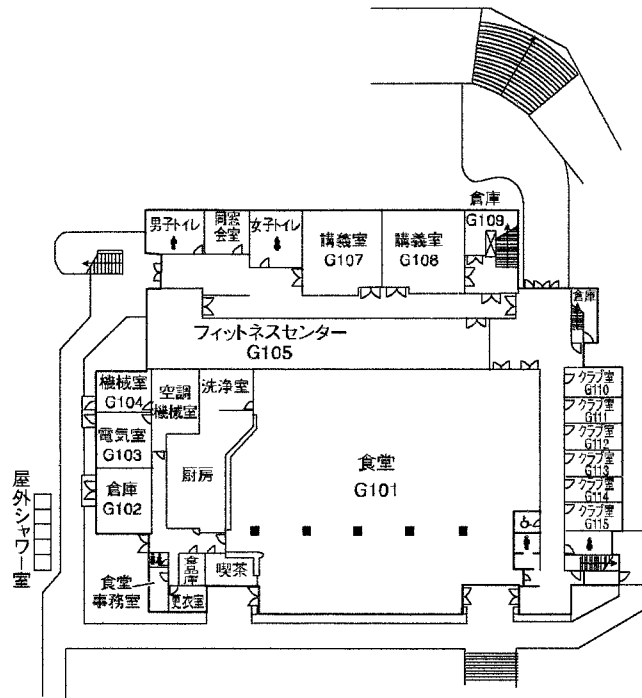 倉庫
G109
男子トイレ
同窓
会室
女子トイレ
講義室
G107
講義室
G108
倉庫
フィットネスセンター
G105
機械室
G104
空調
機械室
洗浄室
クラブ室
G110
クラブ室
G111
クラブ室
G112
クラブ室
G113
クラブ室
G114
クラブ室
G115
電気室
G103
厨房
食堂
G101
倉庫
G102
屋外シャワー室
食堂
事務室
食品庫
喫茶
更衣室